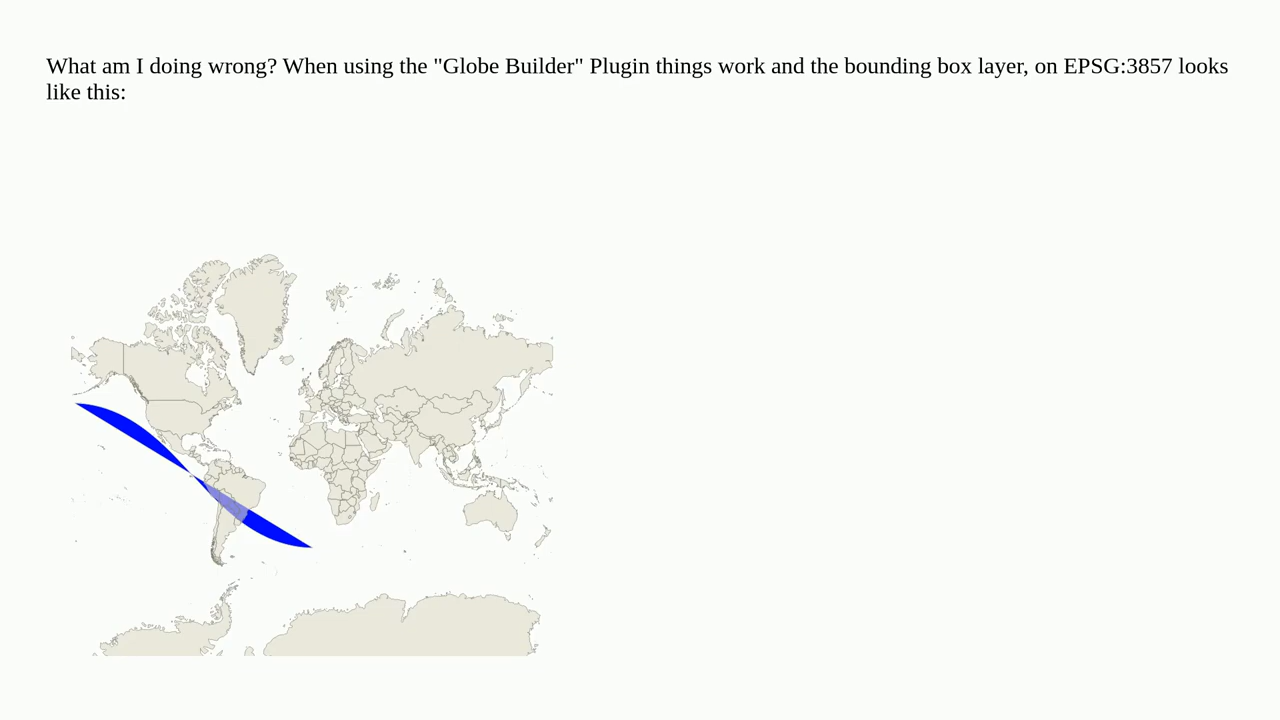 What am I doing wrong? When using the "Globe Builder" Plugin things work and the bounding box layer, on EPSG:3857 looks
like this: